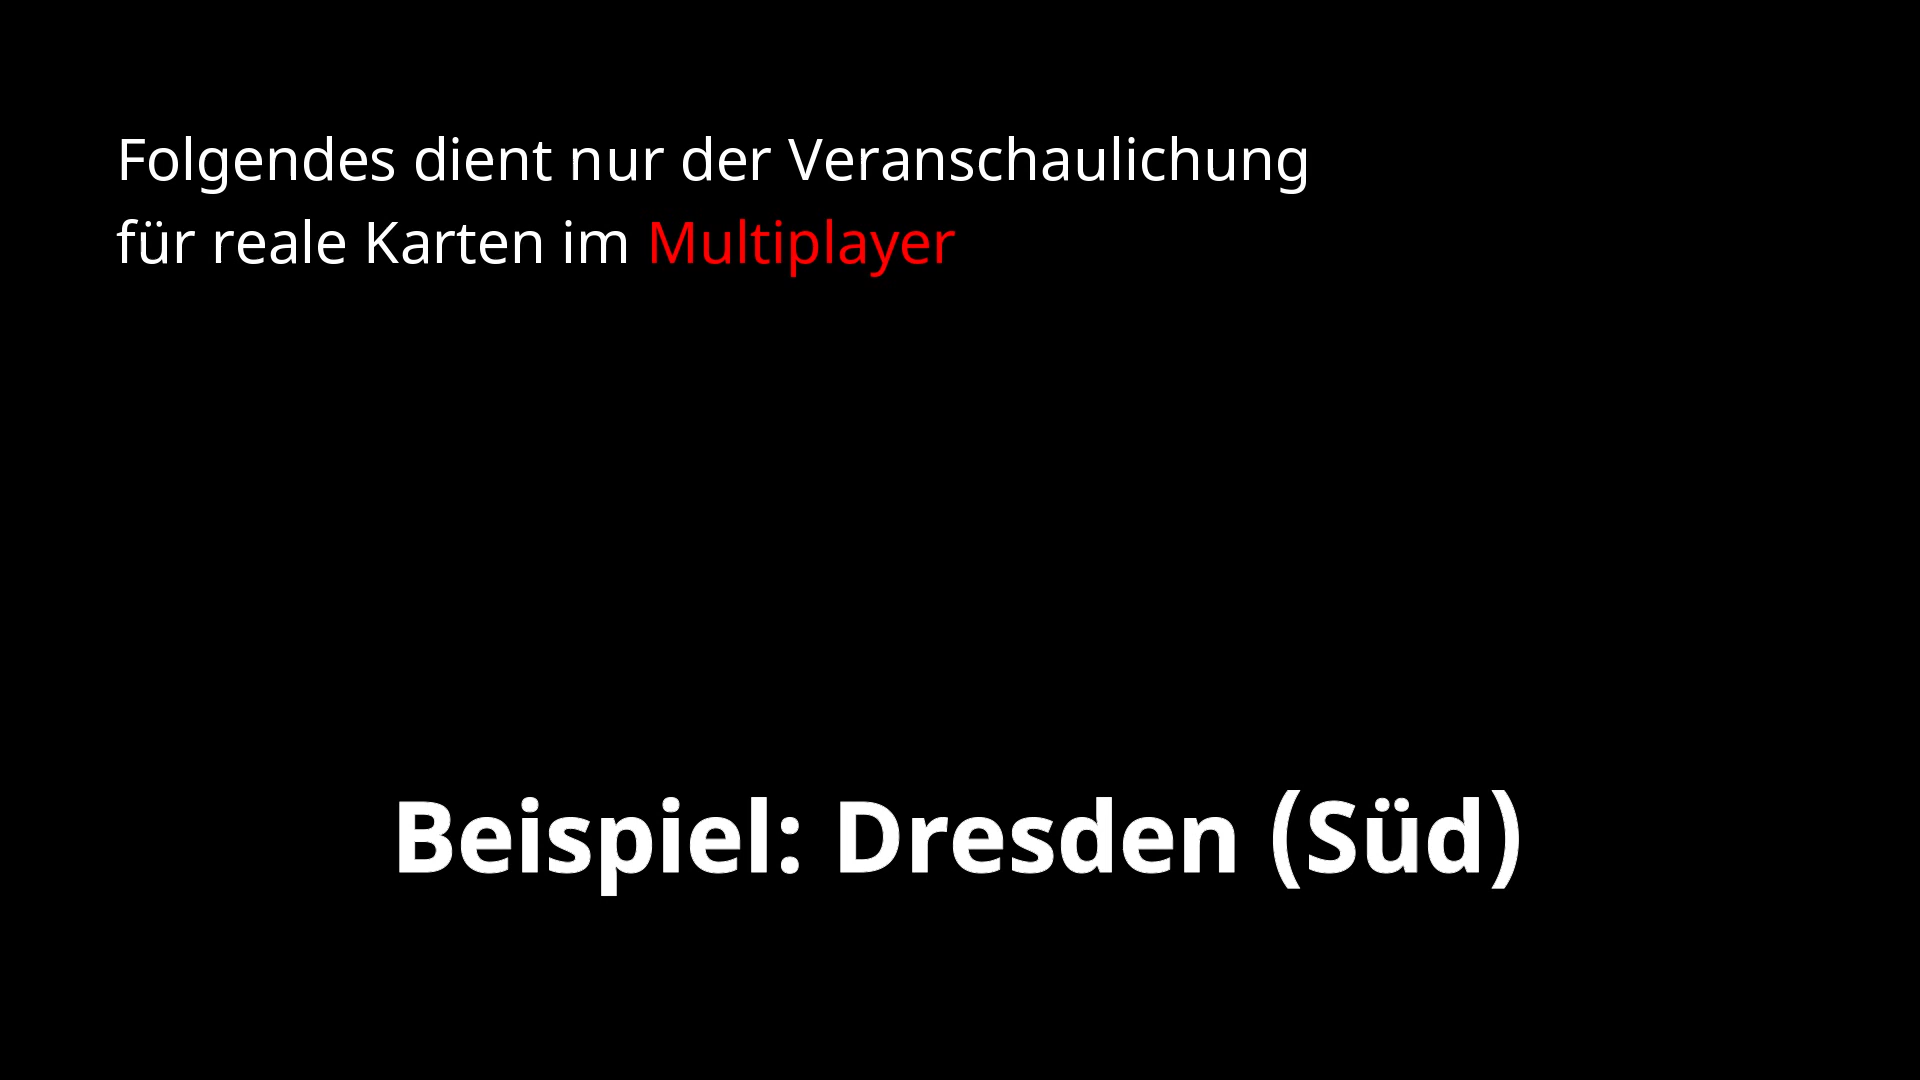 Folgendes dient nur der Veranschaulichung
für reale Karten im Multiplayer
Beispiel: Dresden (Süd)